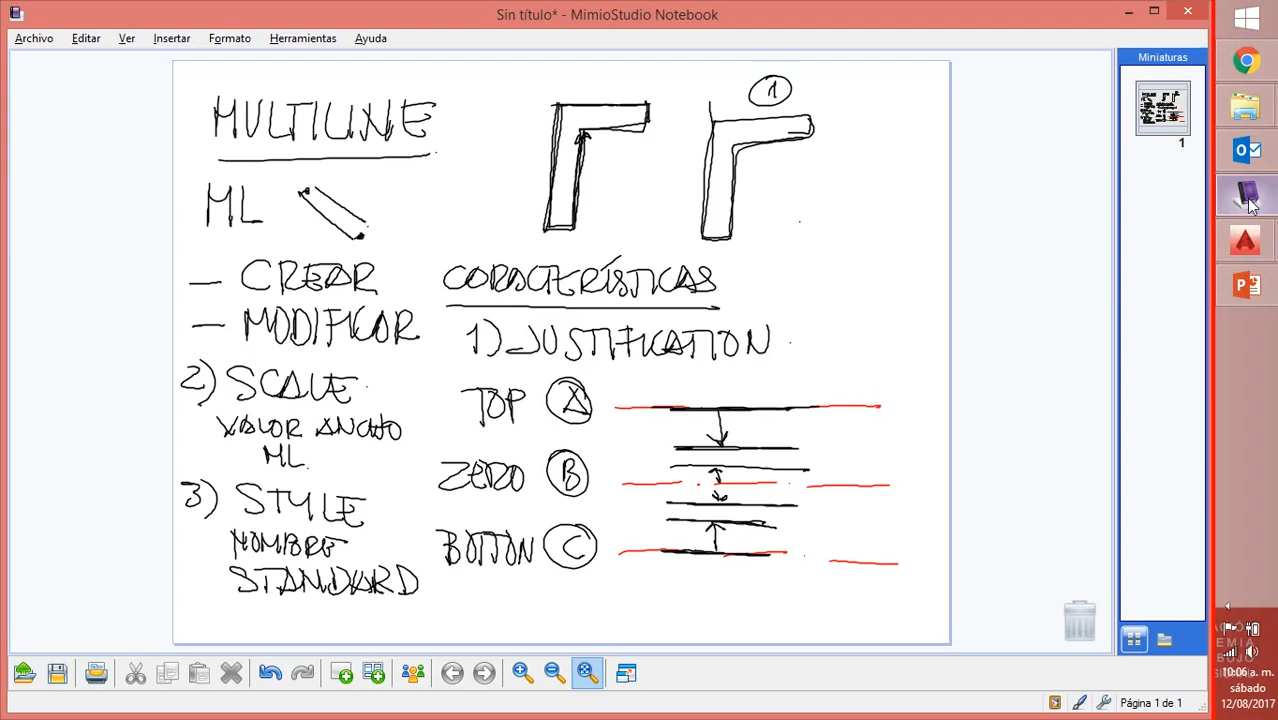 Sin título* - MimioStudio Notebook
Archivo Editar Ver Insertar Formato Herramientas Ayuda
Miniaturas
1
MULTILINE
1
ML
- CREAR
- MODIFICAR
CARACTERÍSTICAS
1) JUSTIFICATION
2) SCALE
VALOR ANCHO
ML
TOP A
ZERO B
BOTTON C
3) STYLE
NOMBRE
STANDARD
Página 1 de 1
10:06 a. m.
sábado
12/08/2017